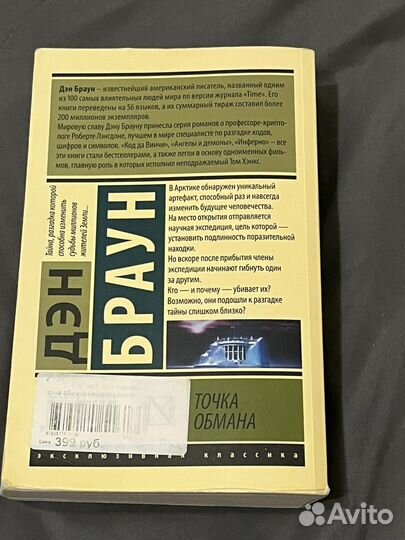 Дэн Браун – известнейший американский писатель, названный одним
из 100 самых влиятельных людей мира по версии журнала «Time». Его
книги переведены на 56 языков, а их суммарный тираж составил более
200 миллионов экземпляров.
Мировую славу Дэну Брауну принесла серия романов о профессоре-крипто-
логе Роберте Лэнгдоне, лучшем в мире специалисте по разгадке кодов,
шифров и символов. «Код да Винчи», «Ангелы и демоны», «Инферно» – все
эти книги стали бестселлерами, а также легли в основу одноименных филь-
мов, главную роль в которых исполнил неподражаемый Том Хэнкс.
Тайна, разгадка которой
способна изменить
судьбы миллионов
жителей Земли...
ДЭН
БРАУН
В Арктике обнаружен уникальный
артефакт, способный раз и навсегда
изменить будущее человечества.
На место открытия отправляется
научная экспедиция, цель которой —
установить подлинность поразительной
находки.
Но вскоре после прибытия члены
экспедиции начинают гибнуть один
за другим.
Кто — и почему — убивает их?
Возможно, они подошли к разгадке
тайны слишком близко?
ТОЧКА
ОБМАНА
Цена: 399 руб.
эксклюзивная классика
Avito